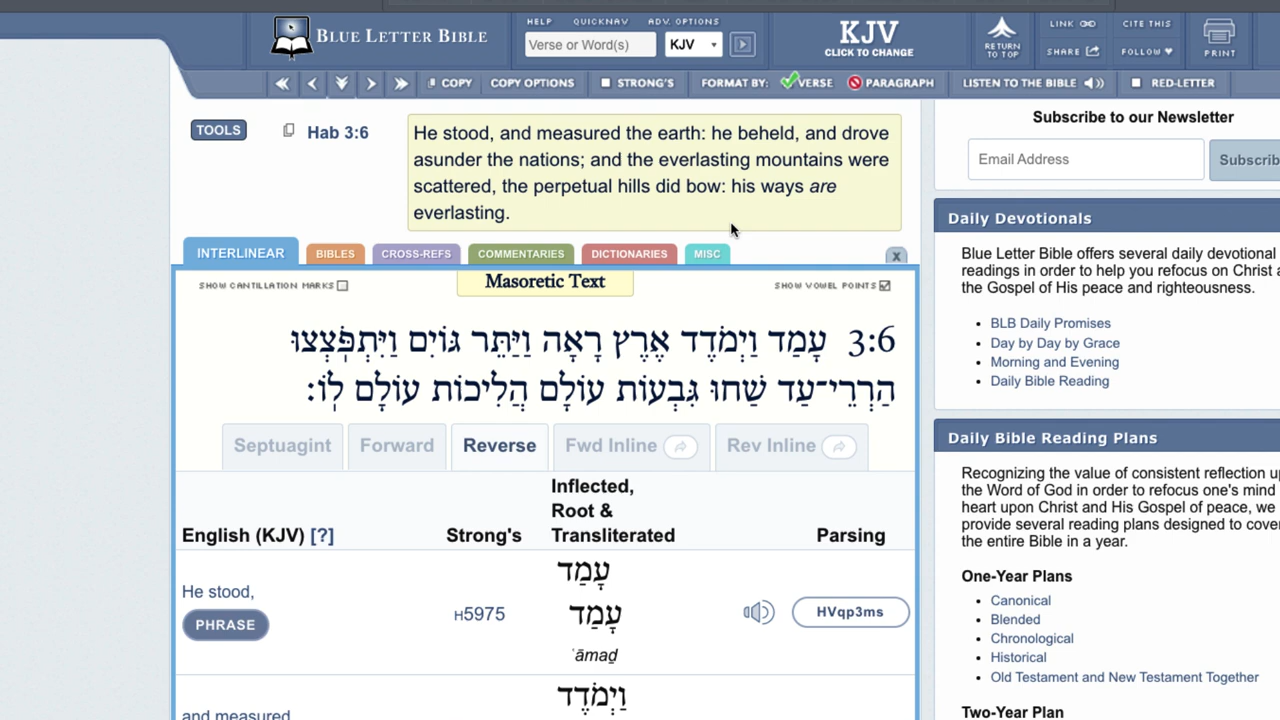 BLUE LETTER BIBLE
HELP QUICKNAV ADV. OPTIONS
Verse or Word(s) KJV
KJV
CLICK TO CHANGE
RETURN
TO TOP
LINK
SHARE
CITE THIS
FOLLOW
PRINT
COPY COPY OPTIONS STRONG'S FORMAT BY: VERSE PARAGRAPH LISTEN TO THE BIBLE RED-LETTER
TOOLS
Hab 3:6
He stood, and measured the earth: he beheld, and drove
asunder the nations; and the everlasting mountains were
scattered, the perpetual hills did bow: his ways are
everlasting.
INTERLINEAR BIBLES CROSS-REFS COMMENTARIES DICTIONARIES MISC X
SHOW CANTILLATION MARKS
Masoretic Text
SHOW VOWEL POINTS
3:6 עָמַד וַיְמֹדֶד אֶרֶץ רָאָה וַיַּתֵּר גּוֹיִם וַיִּתְפֹּצְצוּ
הַרְרֵי־עַד שַׁחוּ גִּבְעוֹת עוֹלָם הֲלִיכוֹת עוֹלָם לֽוֹ׃
Septuagint Forward Reverse Fwd Inline Rev Inline
English (KJV) [?]
Strong's
Inflected,
Root &
Transliterated
Parsing
He stood,
PHRASE
H5975
עָמַד
עָמַד
ʿāmaḏ
HVqp3ms
and measured
וַיְמֹדֶד
Subscribe to our Newsletter
Email Address
Subscrib
Daily Devotionals
Blue Letter Bible offers several daily devotional
readings in order to help you refocus on Christ a
the Gospel of His peace and righteousness.
BLB Daily Promises
Day by Day by Grace
Morning and Evening
Daily Bible Reading
Daily Bible Reading Plans
Recognizing the value of consistent reflection up
the Word of God in order to refocus one's mind
heart upon Christ and His Gospel of peace, we
provide several reading plans designed to cover
the entire Bible in a year.
One-Year Plans
Canonical
Blended
Chronological
Historical
Old Testament and New Testament Together
Two-Year Plan